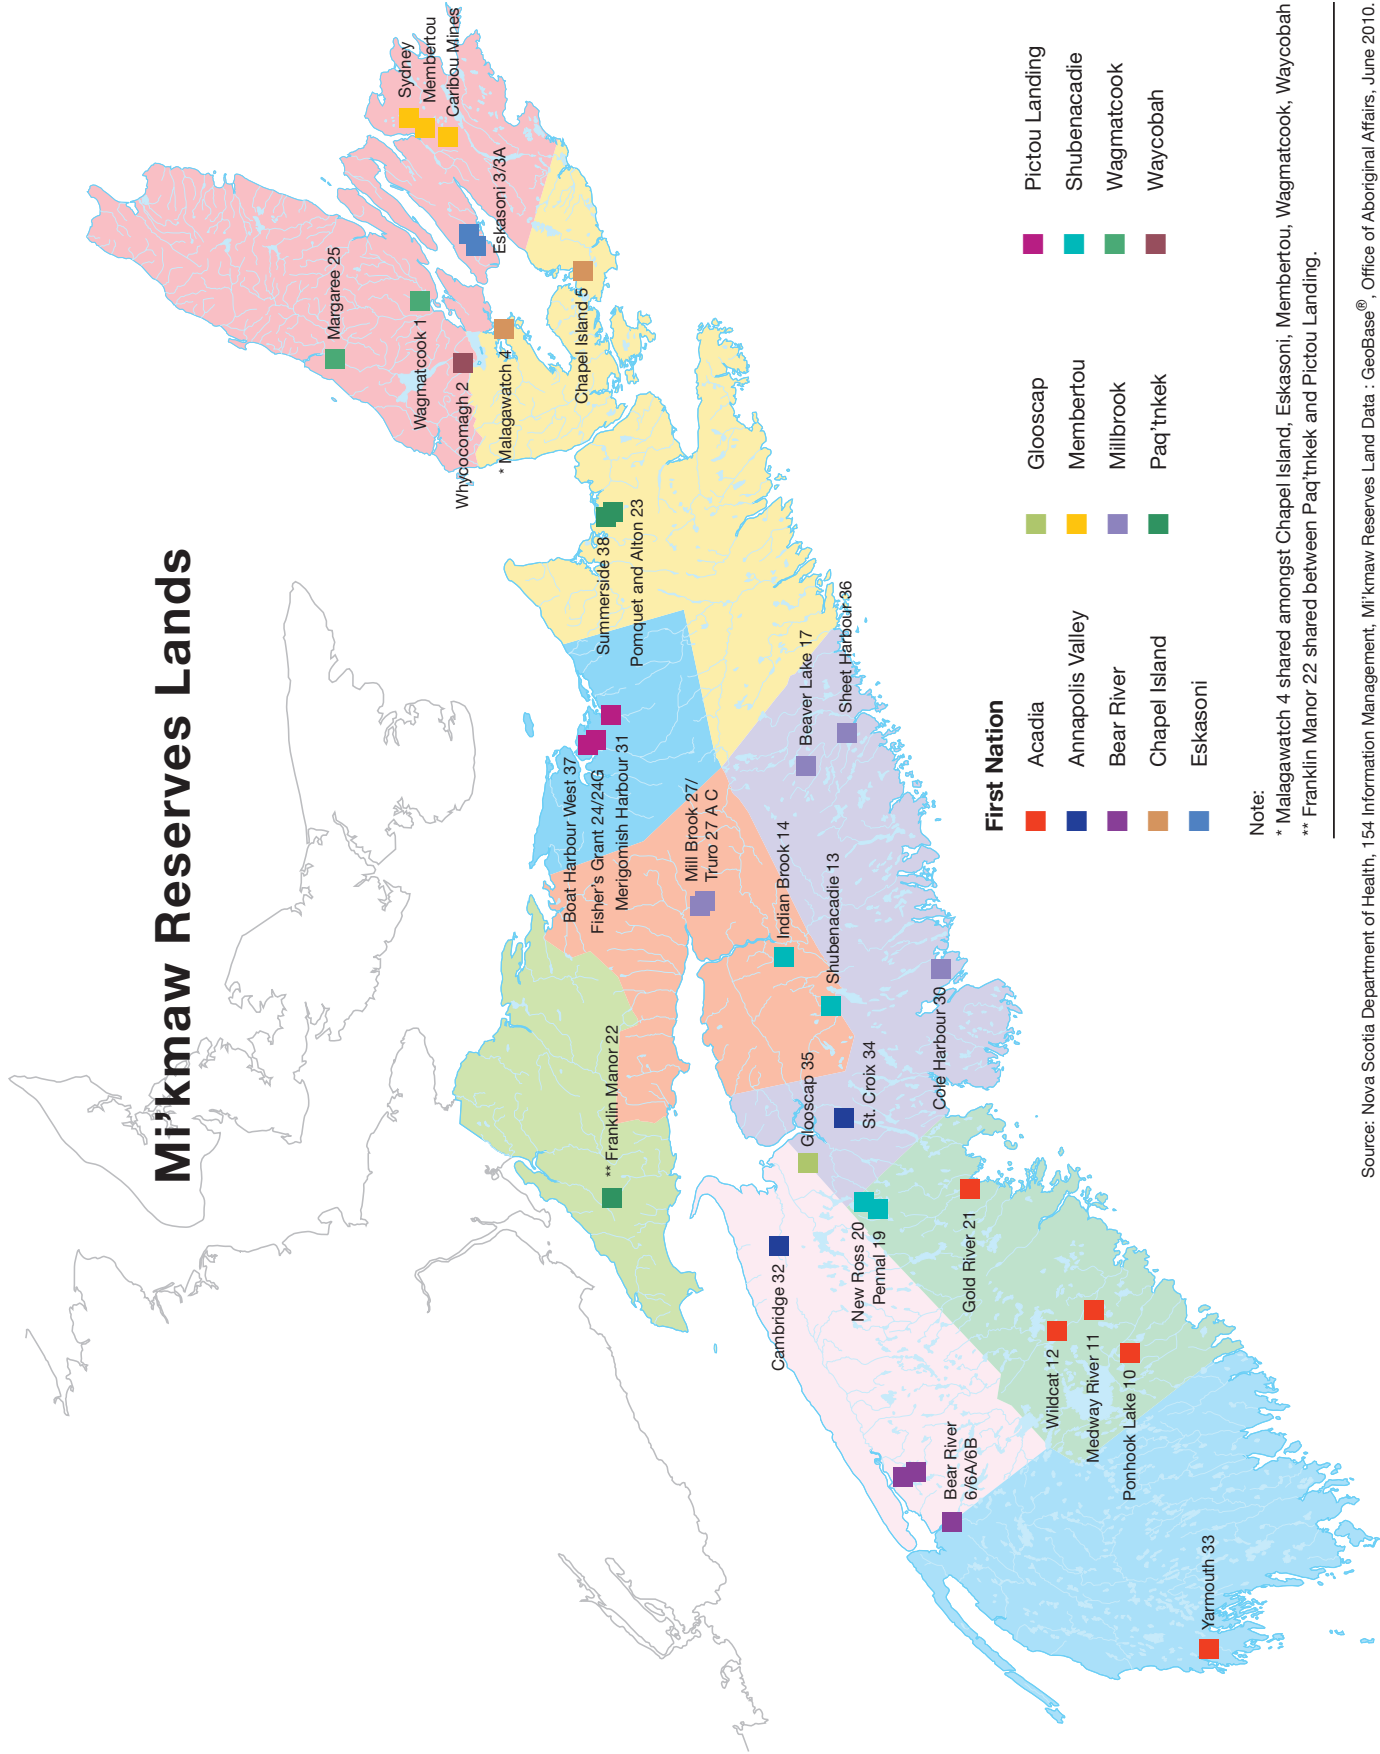 Mi'kmaw Reserves Lands
Sydney
Membertou
Caribou Mines
Eskasoni 3/3A
Margaree 25
Wagmatcook 1
Whycocomagh 2
* Malagawatch 4
Chapel Island 5
Summerside 38
Pomquet and Alton 23
Boat Harbour West 37
Fisher's Grant 24/24G
Merigomish Harbour 31
Mill Brook 27/
Truro 27 A C
Beaver Lake 17
Sheet Harbour 36
Indian Brook 14
Shubenacadie 13
Cole Harbour 30
** Franklin Manor 22
Glooscap 35
St. Croix 34
Cambridge 32
New Ross 20
Pennal 19
Gold River 21
Wildcat 12
Medway River 11
Ponhook Lake 10
Bear River
6/6A/6B
Yarmouth 33
First Nation
Acadia
Annapolis Valley
Bear River
Chapel Island
Eskasoni
Glooscap
Membertou
Millbrook
Paq'tnkek
Pictou Landing
Shubenacadie
Wagmatcook
Waycobah
Note:
* Malagawatch 4 shared amongst Chapel Island, Eskasoni, Membertou, Wagmatcook, Waycobah
** Franklin Manor 22 shared between Paq'tnkek and Pictou Landing.
Source: Nova Scotia Department of Health, 154 Information Management, Mi'kmaw Reserves Land Data : GeoBase®, Office of Aboriginal Affairs, June 2010.